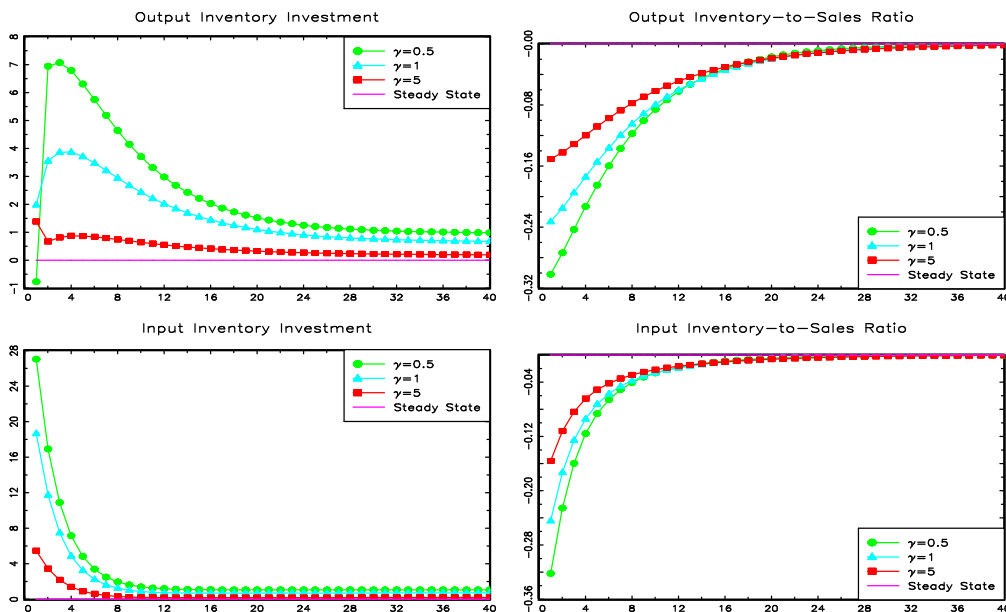 Output Inventory Investment
8
7
6
5
4
3
2
1
0
−1
γ=0.5
γ=1
γ=5
Steady State
0 4 8 12 16 20 24 28 32 36 40
Output Inventory−to−Sales Ratio
−0.00
−0.08
−0.16
−0.24
−0.32
γ=0.5
γ=1
γ=5
Steady State
0 4 8 12 16 20 24 28 32 36 40
Input Inventory Investment
28
24
20
16
12
8
4
0
γ=0.5
γ=1
γ=5
Steady State
0 4 8 12 16 20 24 28 32 36 40
Input Inventory−to−Sales Ratio
−0.04
−0.12
−0.20
−0.28
−0.36
γ=0.5
γ=1
γ=5
Steady State
0 4 8 12 16 20 24 28 32 36 40